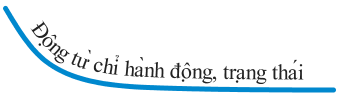 Động từ chỉ hành động, trạng thái